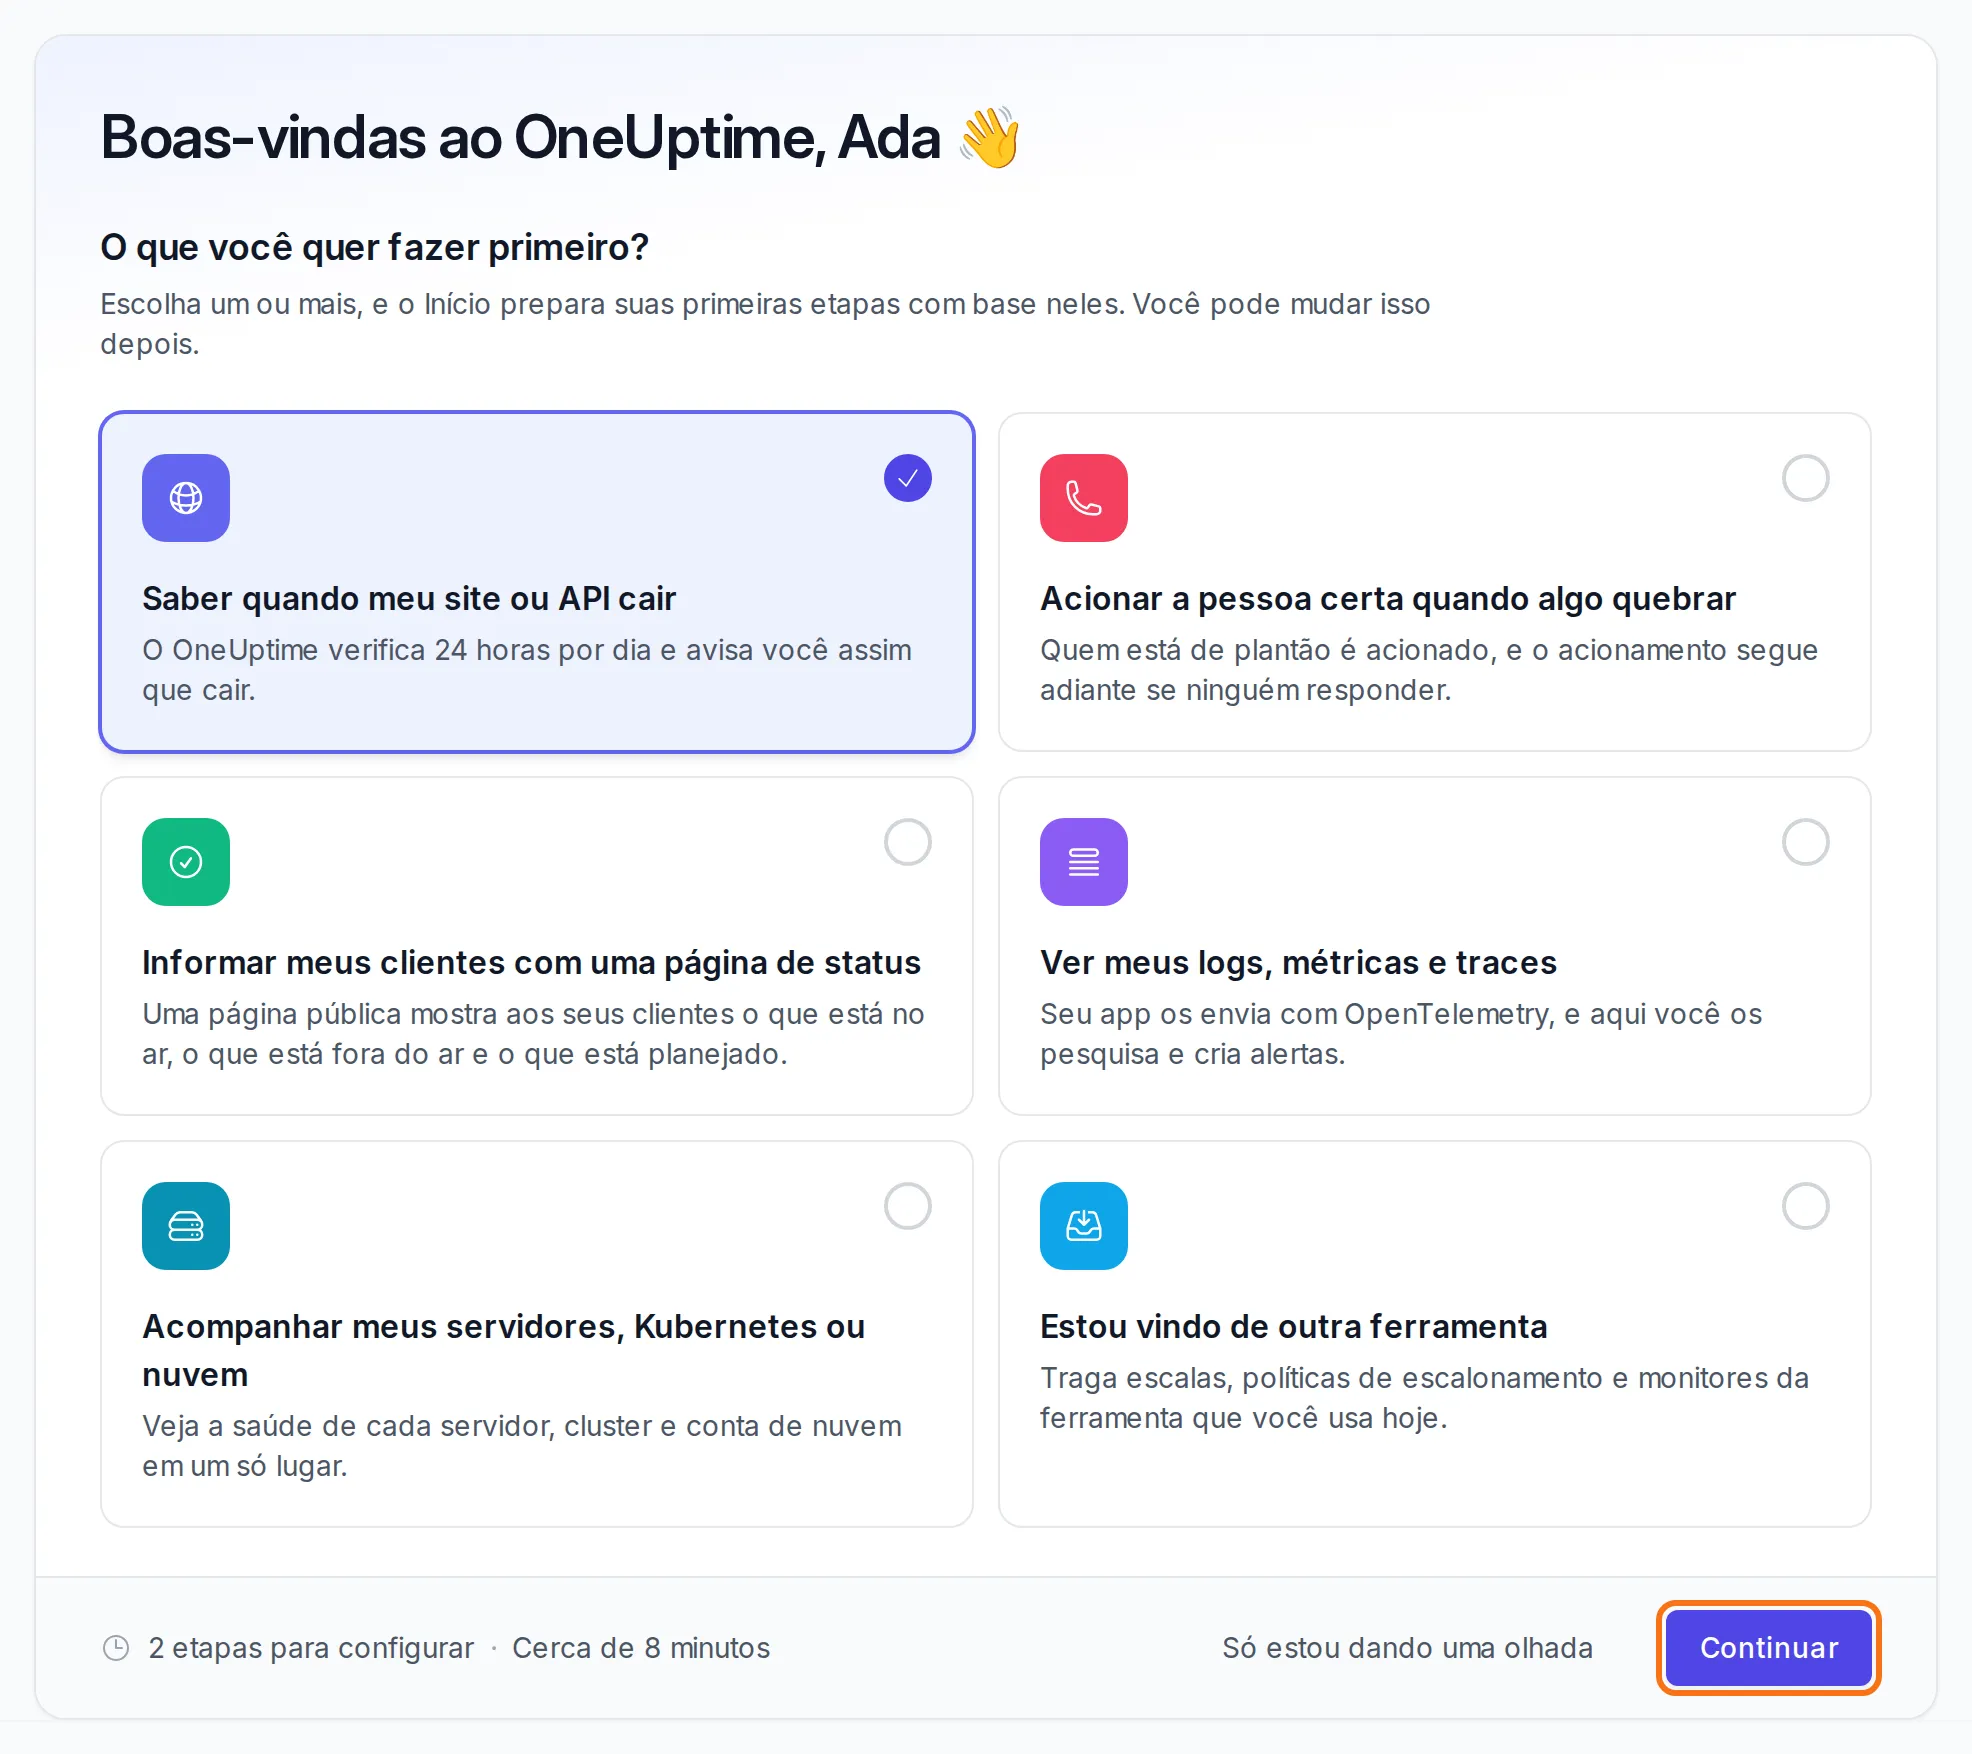 Boas-vindas ao OneUptime, Ada 👋
O que você quer fazer primeiro?
Escolha um ou mais, e o Início prepara suas primeiras etapas com base neles. Você pode mudar isso
depois.
Saber quando meu site ou API cair
O OneUptime verifica 24 horas por dia e avisa você assim
que cair.
Acionar a pessoa certa quando algo quebrar
Quem está de plantão é acionado, e o acionamento segue
adiante se ninguém responder.
Informar meus clientes com uma página de status
Uma página pública mostra aos seus clientes o que está no
ar, o que está fora do ar e o que está planejado.
Ver meus logs, métricas e traces
Seu app os envia com OpenTelemetry, e aqui você os
pesquisa e cria alertas.
Acompanhar meus servidores, Kubernetes ou
nuvem
Veja a saúde de cada servidor, cluster e conta de nuvem
em um só lugar.
Estou vindo de outra ferramenta
Traga escalas, políticas de escalonamento e monitores da
ferramenta que você usa hoje.
2 etapas para configurar · Cerca de 8 minutos
Só estou dando uma olhada
Continuar